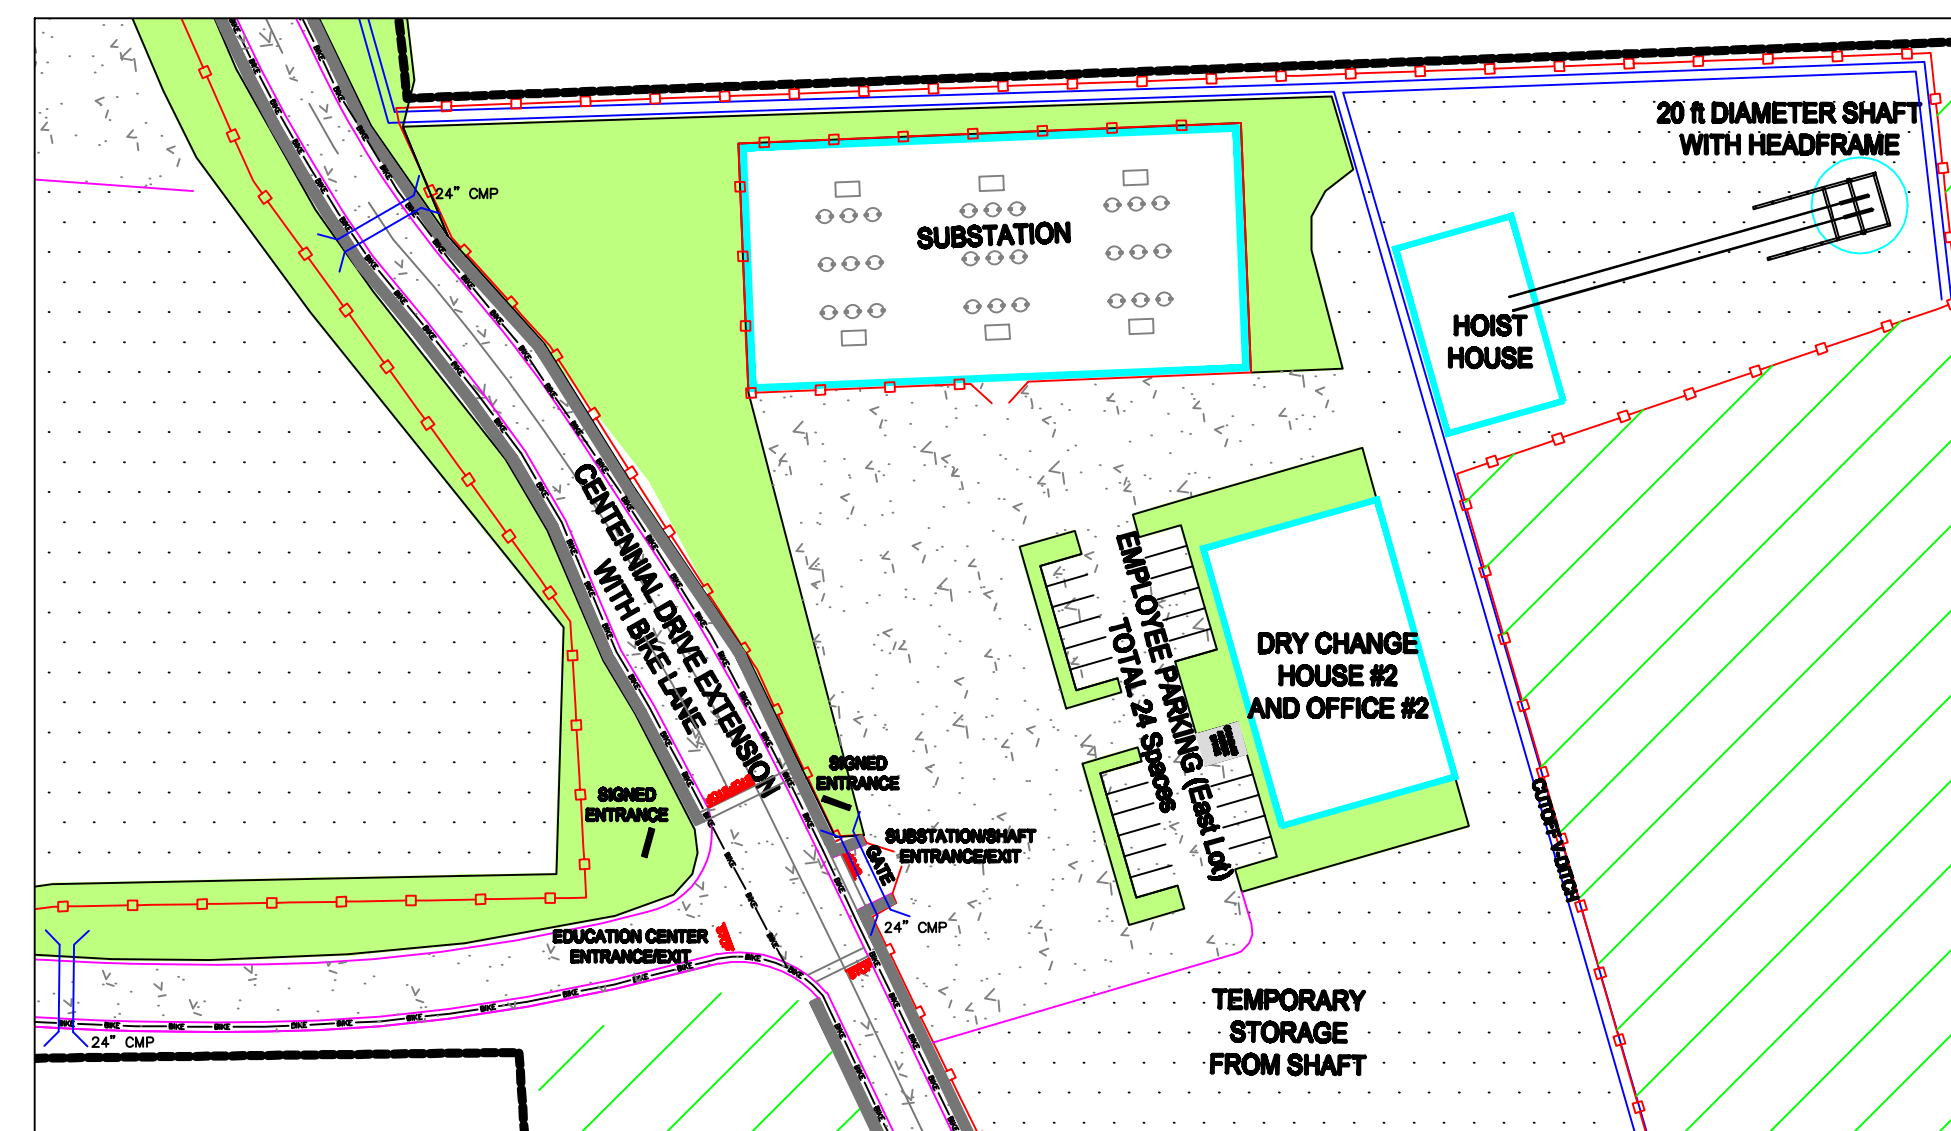 20 ft DIAMETER SHAFT
WITH HEADFRAME
24" CMP
SUBSTATION
HOIST
HOUSE
CENTENNIAL DRIVE EXTENSION
WITH BIKE LANE
EMPLOYEE PARKING (East Lot)
TOTAL 24 Spaces
DRY CHANGE
HOUSE #2
AND OFFICE #2
SIGNED
ENTRANCE
SIGNED
ENTRANCE
SUBSTATION/SHAFT
ENTRANCE/EXIT
GATE
CUTOFF V-DITCH
24" CMP
EDUCATION CENTER
ENTRANCE/EXIT
TEMPORARY
STORAGE
FROM SHAFT
24" CMP
BIKE